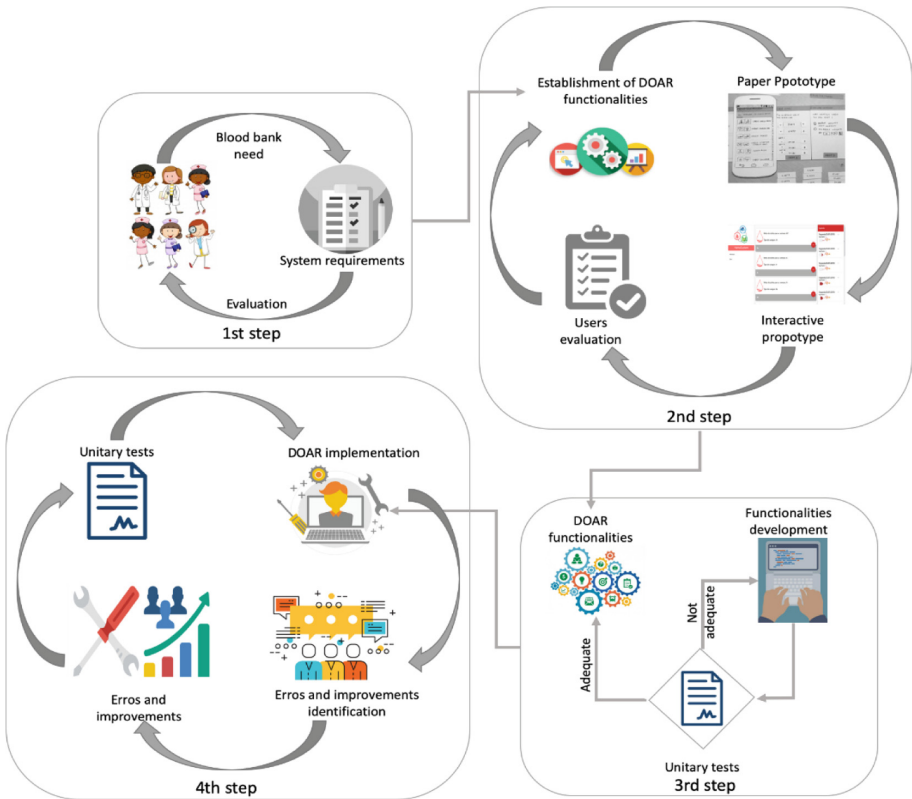 Blood bank
need
System requirements
Evaluation
1st step
Establishment of DOAR
functionalities
Paper Ppototype
Users
evaluation
Interactive
propotype
2nd step
Unitary tests
DOAR implementation
Erros and
improvements
Erros and improvements
identification
4th step
DOAR
functionalities
Functionalities
development
Not
adequate
Adequate
Unitary tests
3rd step